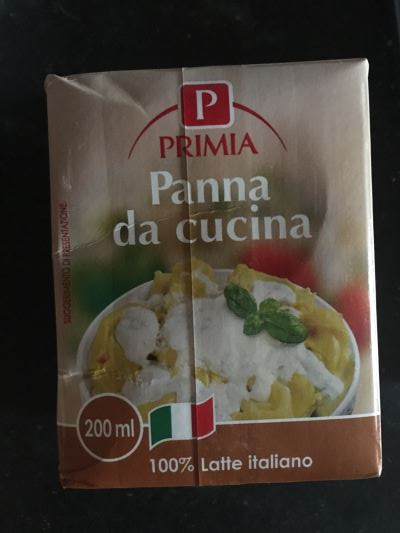 P
PRIMIA
Panna
da cucina
SUGGERIMENTO DI PRESENTAZIONE
200 ml
100% Latte italiano